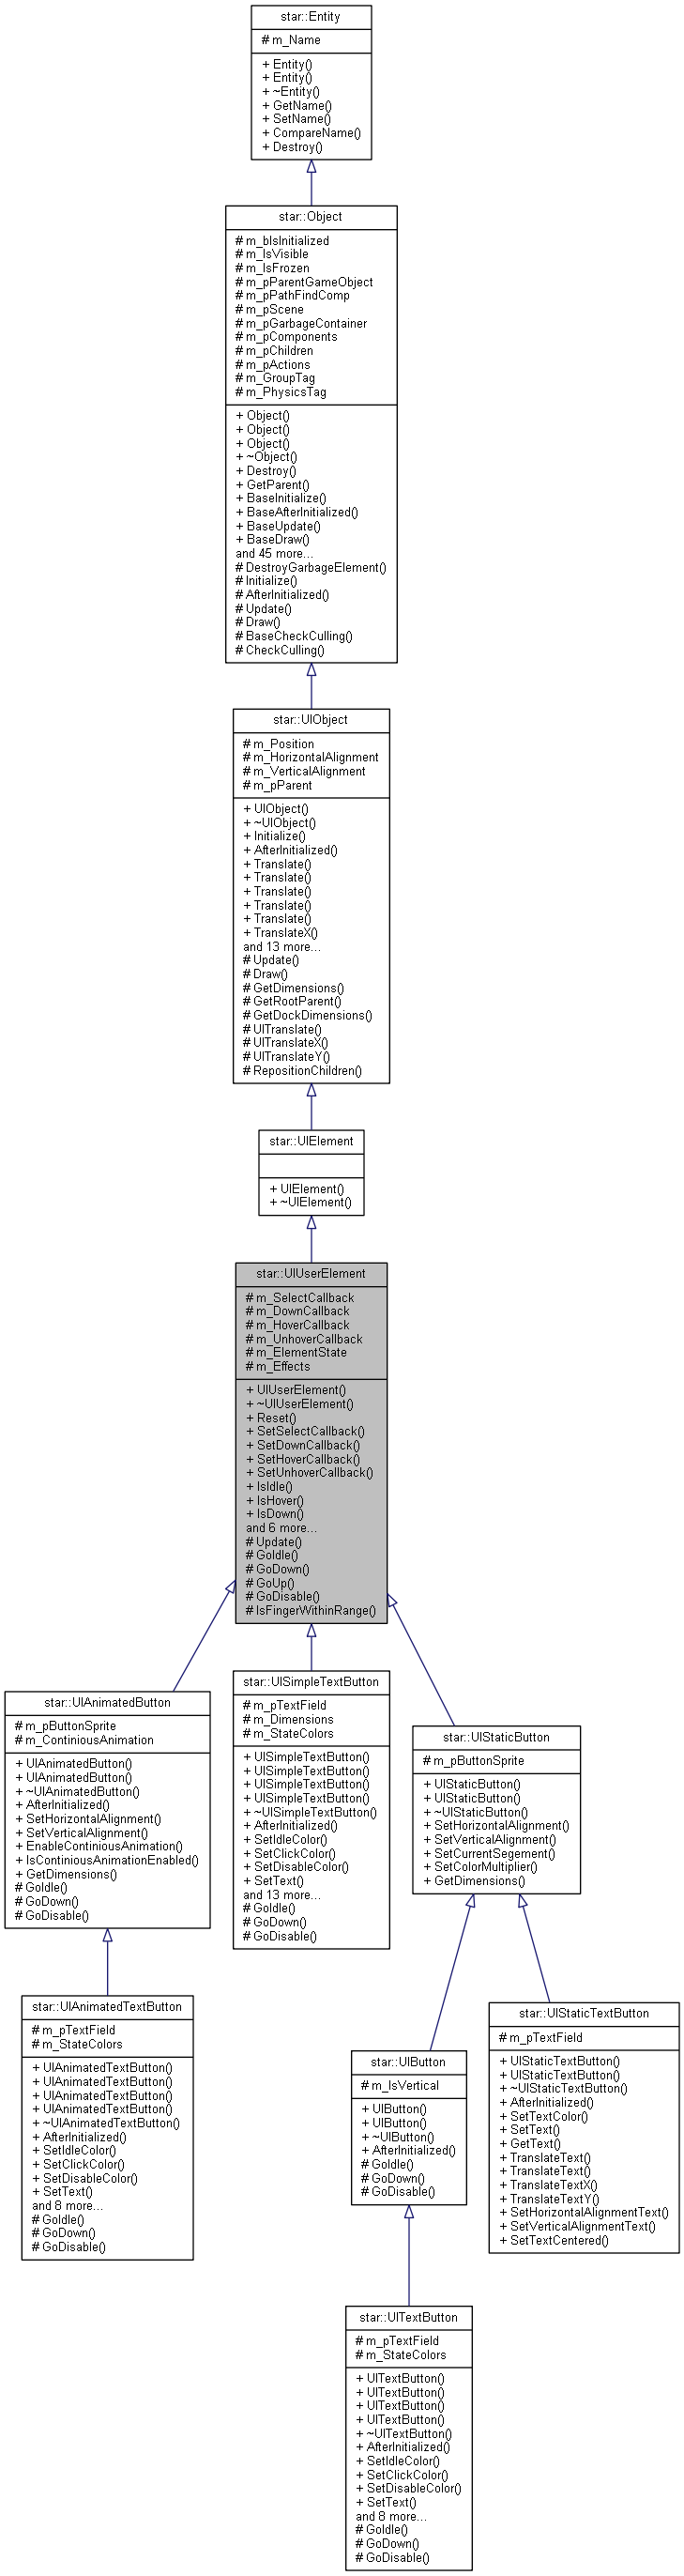 star::Entity
# m_Name
+ Entity()
+ Entity()
+ ~Entity()
+ GetName()
+ SetName()
+ CompareName()
+ Destroy()
star::Object
# m_bIsInitialized
# m_IsVisible
# m_IsFrozen
# m_pParentGameObject
# m_pPathFindComp
# m_pScene
# m_pGarbageContainer
# m_pComponents
# m_pChildren
# m_pActions
# m_GroupTag
# m_PhysicsTag
+ Object()
+ Object()
+ Object()
+ ~Object()
+ Destroy()
+ GetParent()
+ BaseInitialize()
+ BaseAfterInitialized()
+ BaseUpdate()
+ BaseDraw()
and 45 more...
# DestroyGarbageElement()
# Initialize()
# AfterInitialized()
# Update()
# Draw()
# BaseCheckCulling()
# CheckCulling()
star::UIObject
# m_Position
# m_HorizontalAlignment
# m_VerticalAlignment
# m_pParent
+ UIObject()
+ ~UIObject()
+ Initialize()
+ AfterInitialized()
+ Translate()
+ Translate()
+ Translate()
+ Translate()
+ Translate()
+ TranslateX()
and 13 more...
# Update()
# Draw()
# GetDimensions()
# GetRootParent()
# GetDockDimensions()
# UITranslate()
# UITranslateX()
# UITranslateY()
# RepositionChildren()
star::UIElement
+ UIElement()
+ ~UIElement()
star::UIUserElement
# m_SelectCallback
# m_DownCallback
# m_HoverCallback
# m_UnhoverCallback
# m_ElementState
# m_Effects
+ UIUserElement()
+ ~UIUserElement()
+ Reset()
+ SetSelectCallback()
+ SetDownCallback()
+ SetHoverCallback()
+ SetUnhoverCallback()
+ IsIdle()
+ IsHover()
+ IsDown()
and 6 more...
# Update()
# GoIdle()
# GoDown()
# GoUp()
# GoDisable()
# IsFingerWithinRange()
star::UIAnimatedButton
# m_pButtonSprite
# m_ContiniousAnimation
+ UIAnimatedButton()
+ UIAnimatedButton()
+ ~UIAnimatedButton()
+ AfterInitialized()
+ SetHorizontalAlignment()
+ SetVerticalAlignment()
+ EnableContiniousAnimation()
+ IsContiniousAnimationEnabled()
+ GetDimensions()
# GoIdle()
# GoDown()
# GoDisable()
star::UISimpleTextButton
# m_pTextField
# m_Dimensions
# m_StateColors
+ UISimpleTextButton()
+ UISimpleTextButton()
+ UISimpleTextButton()
+ UISimpleTextButton()
+ ~UISimpleTextButton()
+ AfterInitialized()
+ SetIdleColor()
+ SetClickColor()
+ SetDisableColor()
+ SetText()
and 13 more...
# GoIdle()
# GoDown()
# GoDisable()
star::UIStaticButton
# m_pButtonSprite
+ UIStaticButton()
+ UIStaticButton()
+ ~UIStaticButton()
+ SetHorizontalAlignment()
+ SetVerticalAlignment()
+ SetCurrentSegement()
+ SetColorMultiplier()
+ GetDimensions()
star::UIAnimatedTextButton
# m_pTextField
# m_StateColors
+ UIAnimatedTextButton()
+ UIAnimatedTextButton()
+ UIAnimatedTextButton()
+ UIAnimatedTextButton()
+ ~UIAnimatedTextButton()
+ AfterInitialized()
+ SetIdleColor()
+ SetClickColor()
+ SetDisableColor()
+ SetText()
and 8 more...
# GoIdle()
# GoDown()
# GoDisable()
star::UIButton
# m_IsVertical
+ UIButton()
+ UIButton()
+ ~UIButton()
+ AfterInitialized()
# GoIdle()
# GoDown()
# GoDisable()
star::UIStaticTextButton
# m_pTextField
+ UIStaticTextButton()
+ UIStaticTextButton()
+ ~UIStaticTextButton()
+ AfterInitialized()
+ SetTextColor()
+ SetText()
+ GetText()
+ TranslateText()
+ TranslateText()
+ TranslateTextX()
+ TranslateTextY()
+ SetHorizontalAlignmentText()
+ SetVerticalAlignmentText()
+ SetTextCentered()
star::UITextButton
# m_pTextField
# m_StateColors
+ UITextButton()
+ UITextButton()
+ UITextButton()
+ UITextButton()
+ ~UITextButton()
+ AfterInitialized()
+ SetIdleColor()
+ SetClickColor()
+ SetDisableColor()
+ SetText()
and 8 more...
# GoIdle()
# GoDown()
# GoDisable()